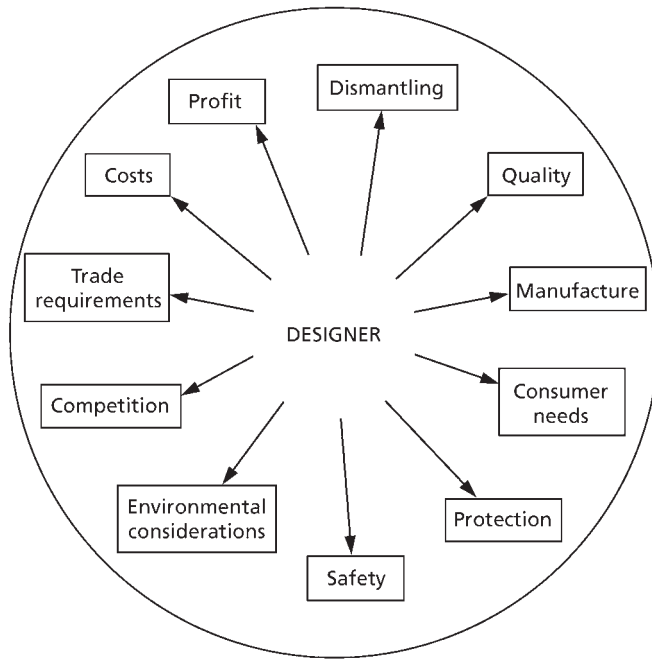 Dismantling
Profit
Costs
Quality
Trade
requirements
Manufacture
DESIGNER
Competition
Consumer
needs
Environmental
considerations
Protection
Safety